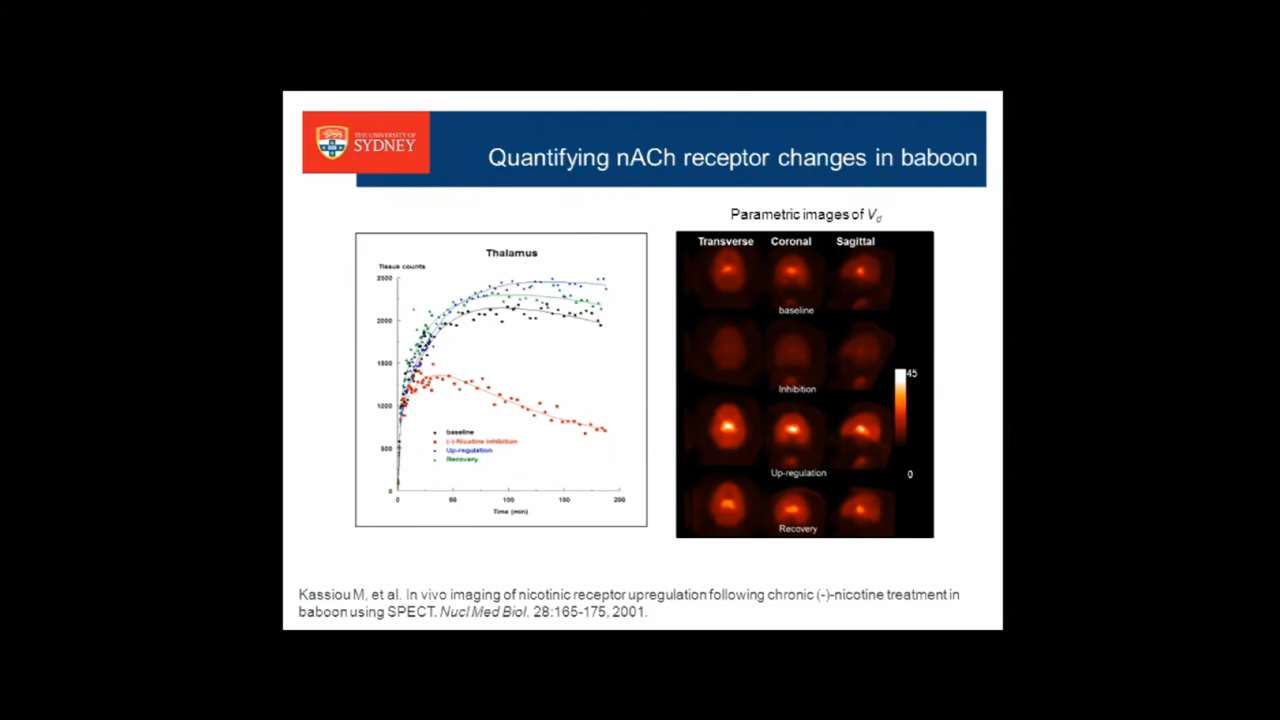 THE UNIVERSITY OF
SYDNEY
Quantifying nACh receptor changes in baboon
Parametric images of Vd
Thalamus
Tissue counts
2500
2000
1500
1000
500
0
baseline
(-)-Nicotine inhibition
Up-regulation
Recovery
0 50 100 150 200
Time (min)
Transverse Coronal Sagittal
baseline
Inhibition
45
Up-regulation
0
Recovery
Kassiou M, et al. In vivo imaging of nicotinic receptor upregulation following chronic (-)-nicotine treatment in
baboon using SPECT. Nucl Med Biol. 28:165-175, 2001.